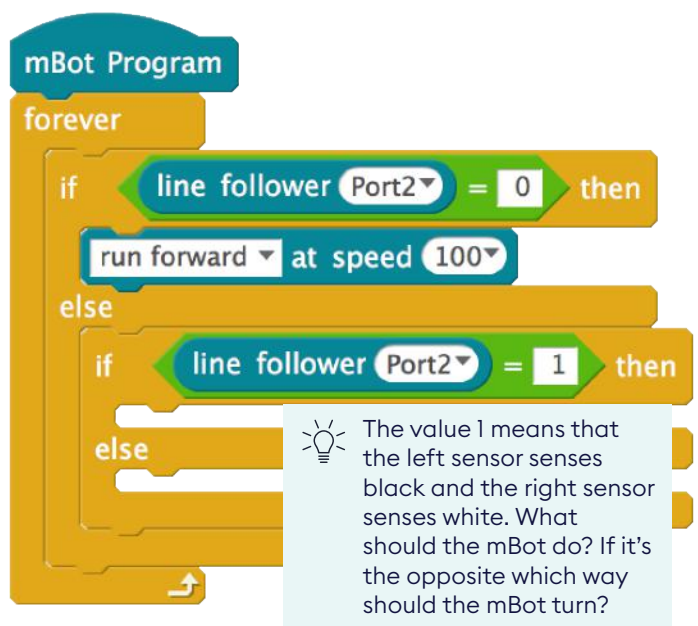 mBot Program
forever
if line follower Port2 = 0 then
run forward at speed 100
else
if line follower Port2 = 1 then
else
The value 1 means that
the left sensor senses
black and the right sensor
senses white. What
should the mBot do? If it's
the opposite which way
should the mBot turn?